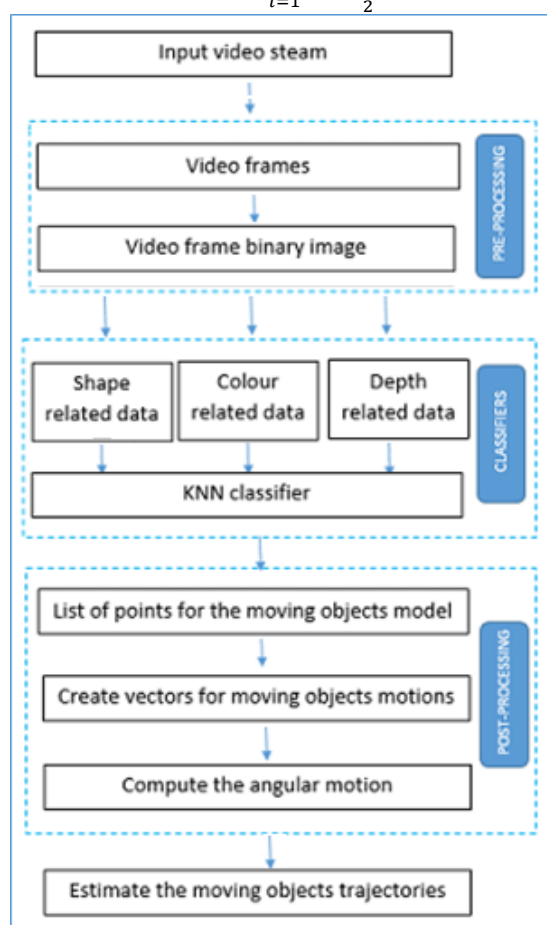 i=1
2
Input video steam
Video frames
Video frame binary image
PRE-PROCESSING
Shape
related data
Colour
related data
Depth
related data
KNN classifier
CLASSIFIERS
List of points for the moving objects model
Create vectors for moving objects motions
Compute the angular motion
POST-PROCESSING
Estimate the moving objects trajectories